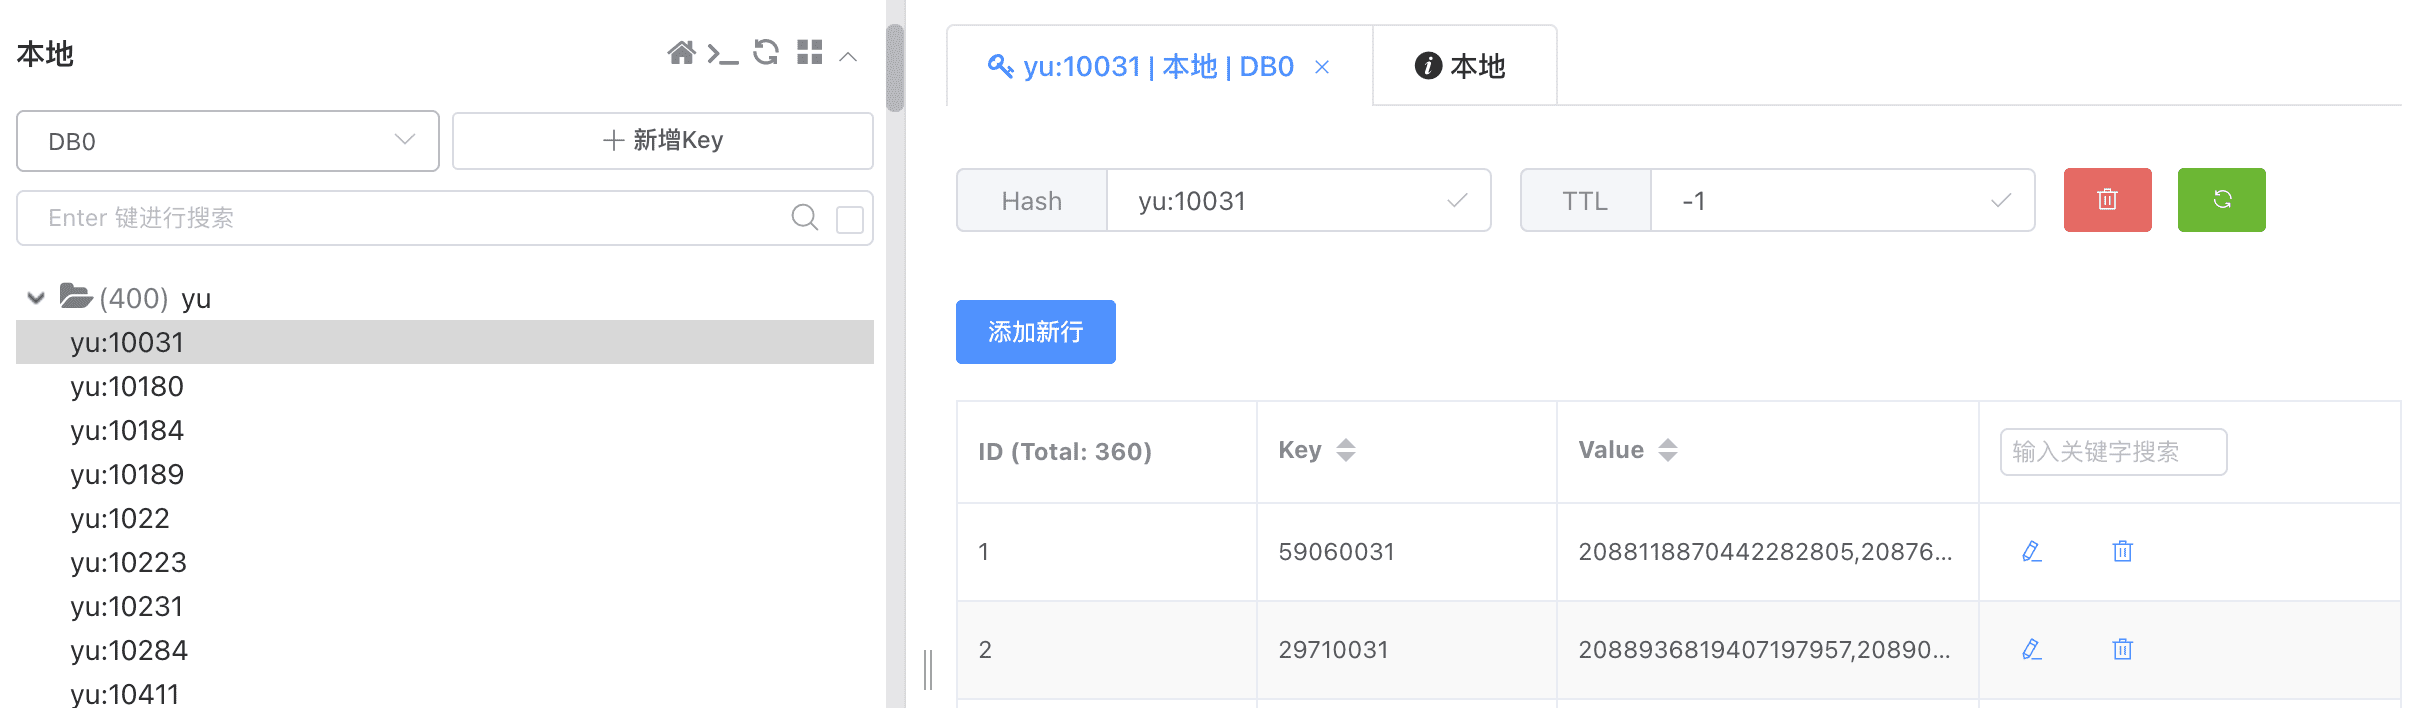 本地
DB0
新增Key
Enter 键进行搜索
(400) yu
yu:10031
yu:10180
yu:10184
yu:10189
yu:1022
yu:10223
yu:10231
yu:10284
yu:10411
yu:10031 | 本地 | DB0
本地
Hash yu:10031 TTL -1
添加新行
ID (Total: 360) Key Value 输入关键字搜索
1 59060031 2088118870442282805,20876...
2 29710031 2088936819407197957,20890...